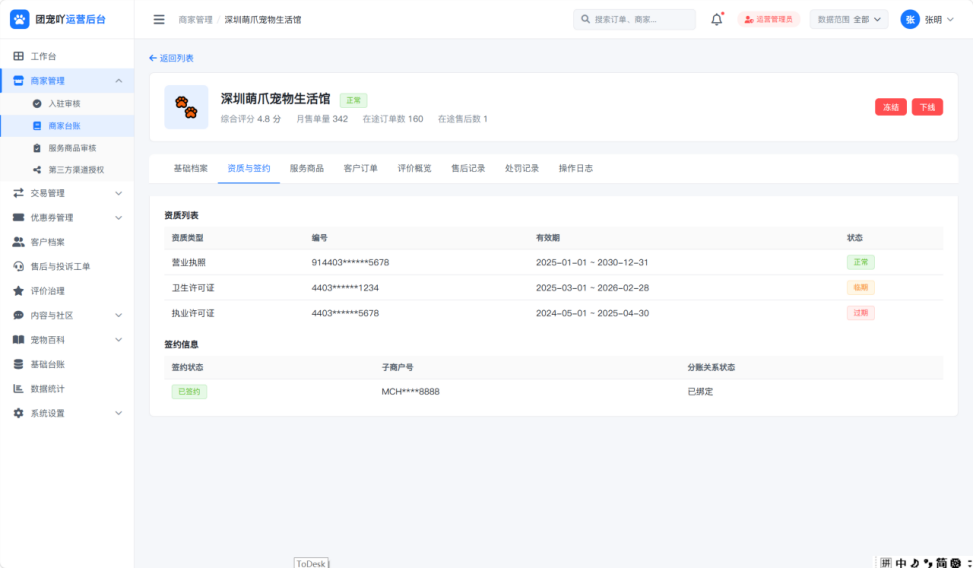 团宠吖运营后台
商家管理 / 深圳萌爪宠物生活馆
搜索订单、商家...
运营管理员
数据范围 全部
张 张明
工作台
商家管理
入驻审核
商家台账
服务商品审核
第三方渠道授权
交易管理
优惠券管理
客户档案
售后与投诉工单
评价治理
内容与社区
宠物百科
基础台账
数据统计
系统设置
返回列表
深圳萌爪宠物生活馆 正常
综合评分 4.8 分 月售单量 342 在途订单数 160 在途售后数 1
冻结 下线
基础档案 资质与签约 服务商品 客户订单 评价概览 售后记录 处罚记录 操作日志
资质列表
资质类型 编号 有效期 状态
营业执照 914403******5678 2025-01-01 ~ 2030-12-31 正常
卫生许可证 4403******1234 2025-03-01 ~ 2026-02-28 临期
执业许可证 4403******5678 2024-05-01 ~ 2025-04-30 过期
签约信息
签约状态 子商户号 分账关系状态
已签约 MCH****8888 已绑定
ToDesk
拼 中 简